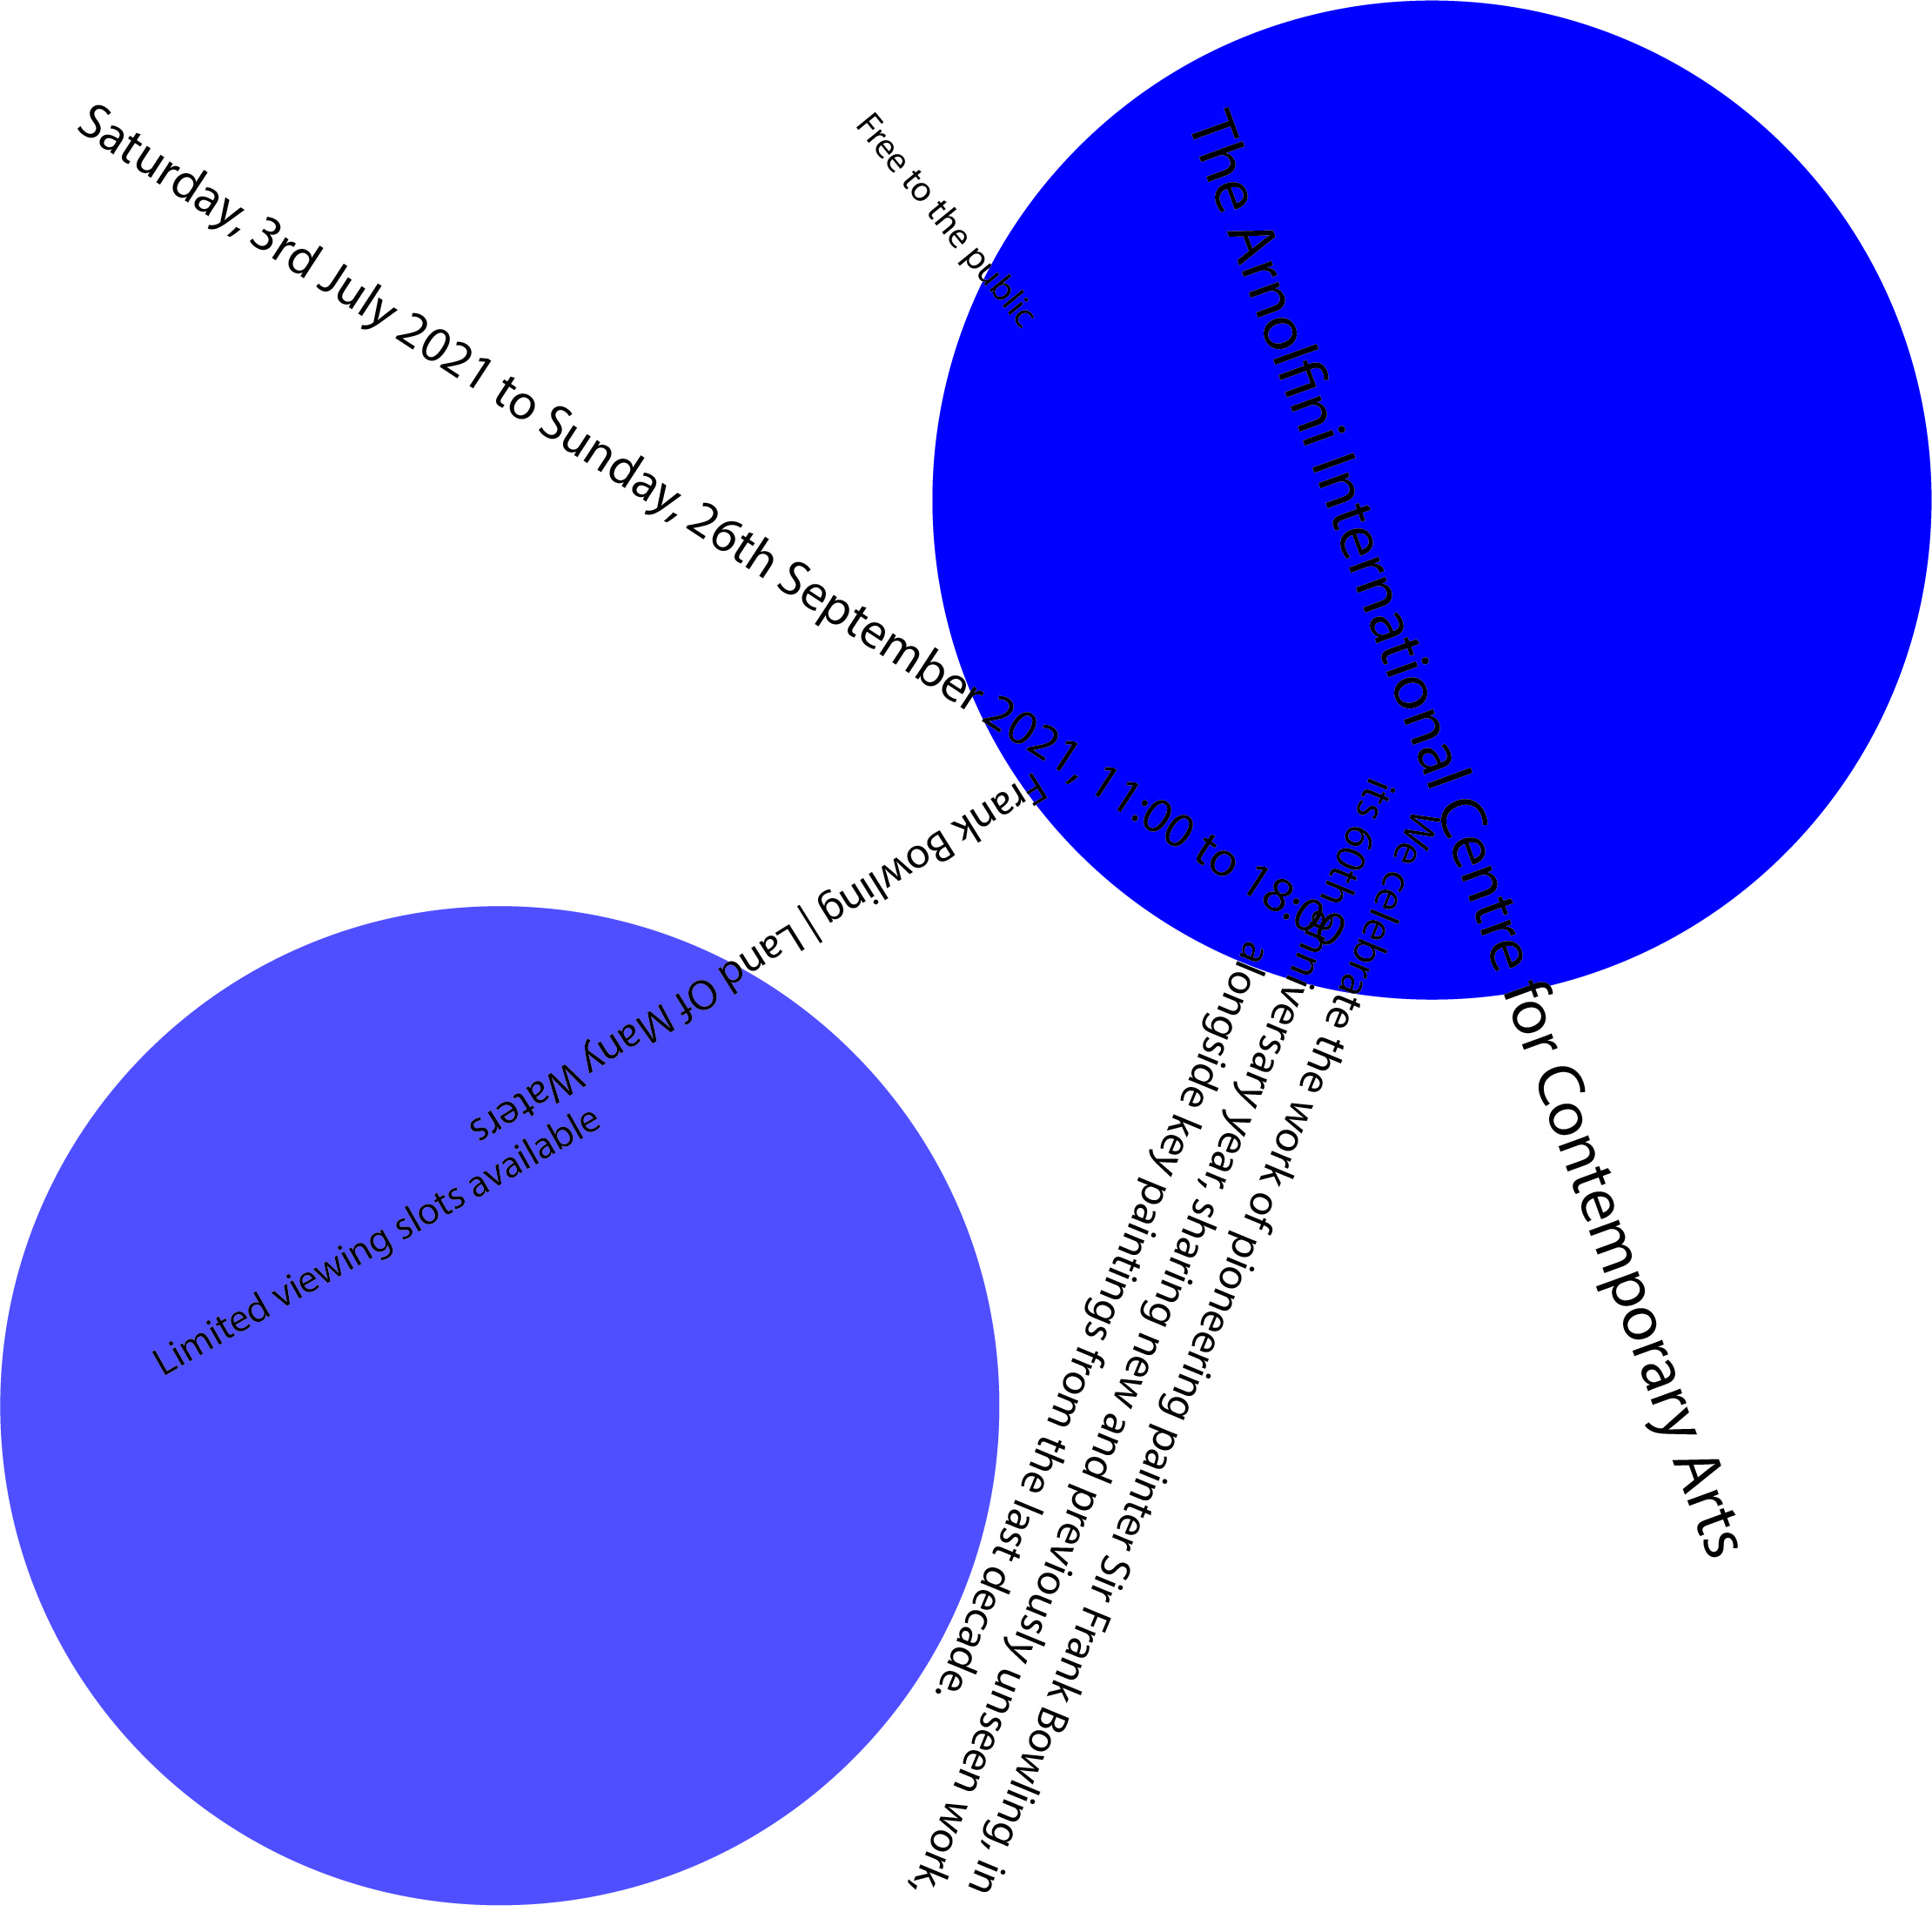 Saturday, 3rd July 2021 to Sunday, 26th September 2021, 11.00 to 18.00
Free to the public
The Arnolfini International Centre for Contemporary Arts
Frank Bowling | Land Of Many Waters
Limited viewing slots available
We celebrate the work of pioneering painter Sir Frank Bowling, in
its 60th anniversary year, sharing new and previously unseen work,
alongside key paintings from the last decade.